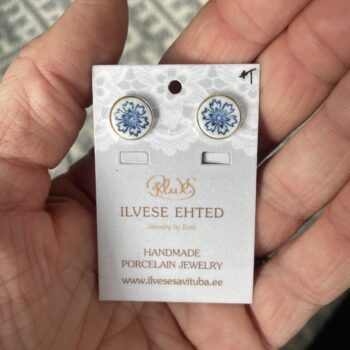 ILVESE EHTED
Jewelry by Ilves
HANDMADE
PORCELAIN JEWELRY
www.ilvesesavituba.ee